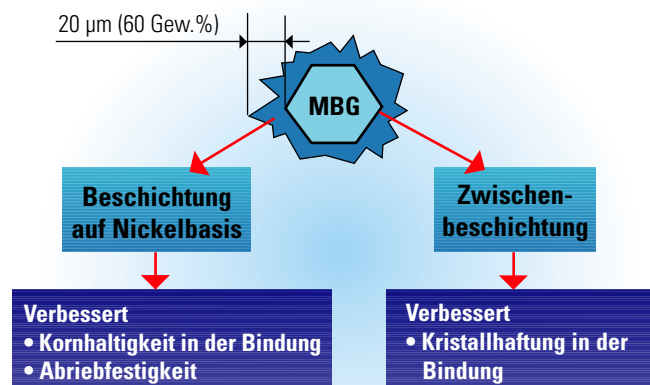 20 µm (60 Gew.%)
MBG
Beschichtung
auf Nickelbasis
Zwischen-
beschichtung
Verbessert
• Kornhaltigkeit in der Bindung
• Abriebfestigkeit
Verbessert
• Kristallhaftung in der
Bindung